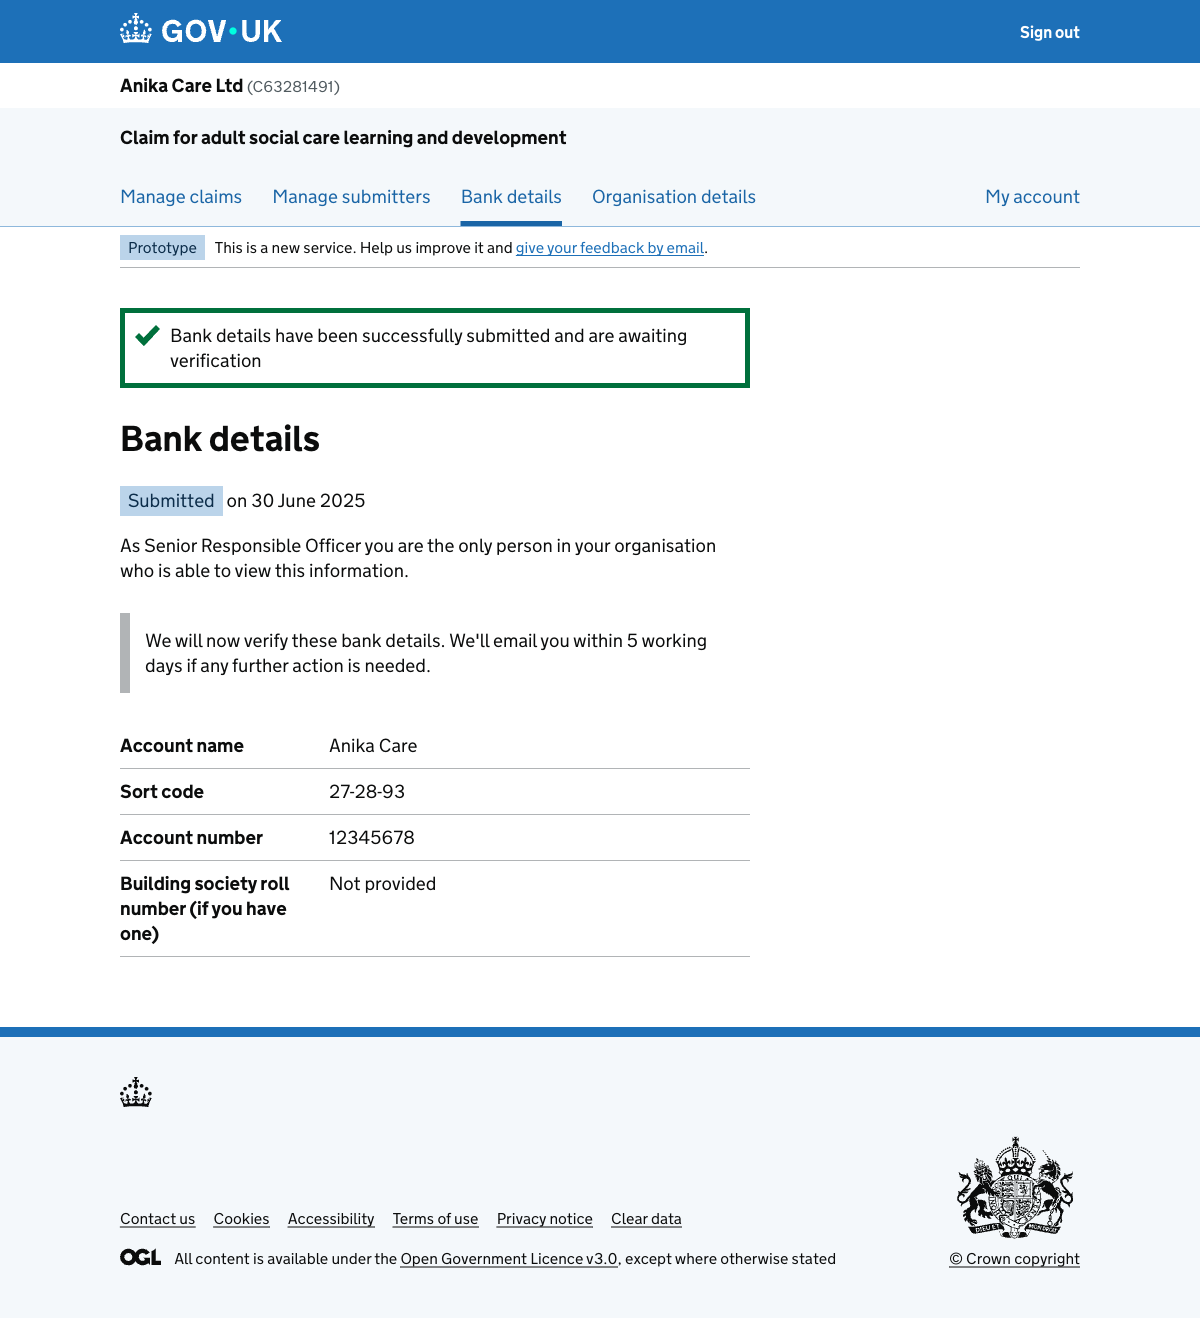 GOV·UK
Sign out
Anika Care Ltd (C63281491)
Claim for adult social care learning and development
Manage claims Manage submitters Bank details Organisation details My account
Prototype This is a new service. Help us improve it and give your feedback by email.
Bank details have been successfully submitted and are awaiting
verification
Bank details
Submitted on 30 June 2025
As Senior Responsible Officer you are the only person in your organisation
who is able to view this information.
We will now verify these bank details. We'll email you within 5 working
days if any further action is needed.
Account name Anika Care
Sort code 27-28-93
Account number 12345678
Building society roll Not provided
number (if you have
one)
Contact us Cookies Accessibility Terms of use Privacy notice Clear data
OGL All content is available under the Open Government Licence v3.0, except where otherwise stated
© Crown copyright